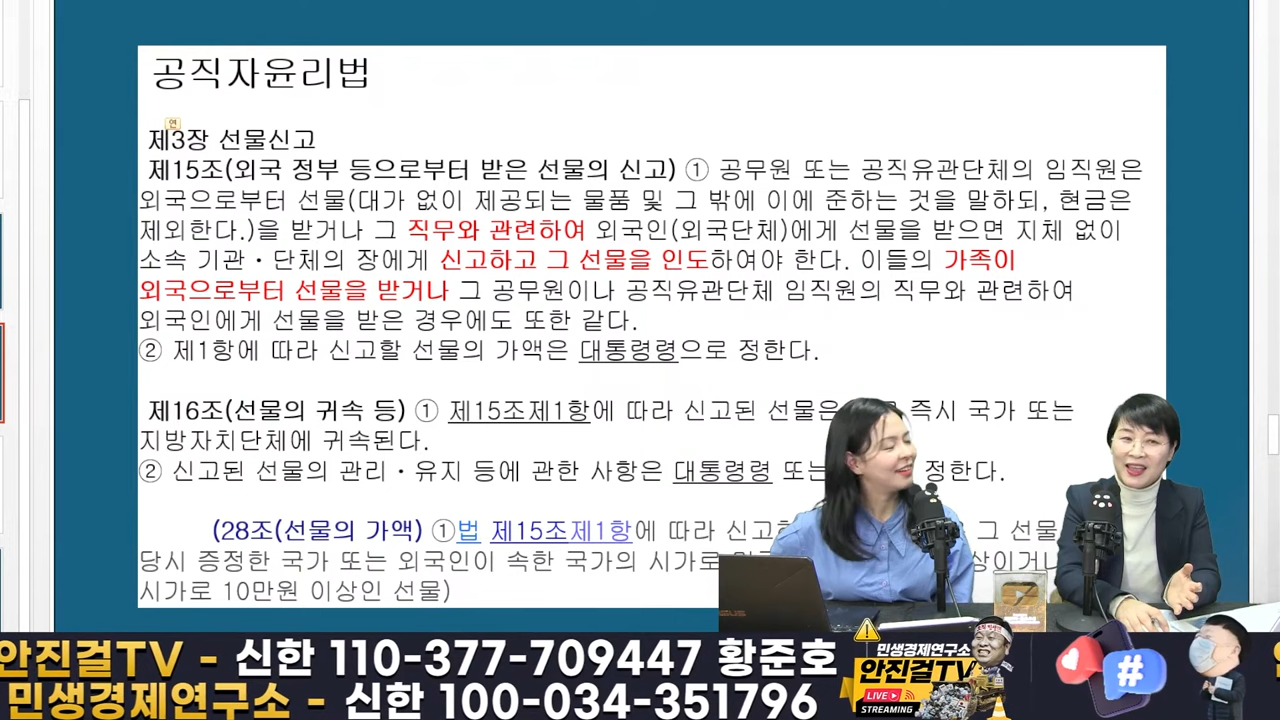 공직자윤리법
연
제3장 선물신고
제15조(외국 정부 등으로부터 받은 선물의 신고) ① 공무원 또는 공직유관단체의 임직원은
외국으로부터 선물(대가 없이 제공되는 물품 및 그 밖에 이에 준하는 것을 말하되, 현금은
제외한다.)을 받거나 그 직무와 관련하여 외국인(외국단체)에게 선물을 받으면 지체 없이
소속 기관·단체의 장에게 신고하고 그 선물을 인도하여야 한다. 이들의 가족이
외국으로부터 선물을 받거나 그 공무원이나 공직유관단체 임직원의 직무와 관련하여
외국인에게 선물을 받은 경우에도 또한 같다.
② 제1항에 따라 신고할 선물의 가액은 대통령령으로 정한다.
제16조(선물의 귀속 등) ① 제15조제1항에 따라 신고된 선물은 즉시 국가 또는
지방자치단체에 귀속된다.
② 신고된 선물의 관리·유지 등에 관한 사항은 대통령령 또는 정한다.
(28조(선물의 가액) ①법 제15조제1항에 따라 그 선물
당시 증정한 국가 또는 외국인이 속한 국가의 시가로
시가로 10만원 이상인 선물)
안진걸TV - 신한 110-377-709447 황준호
민생경제연구소 - 신한 100-034-351796
민생경제연구소
안진걸TV
LIVE
STREAMING
#